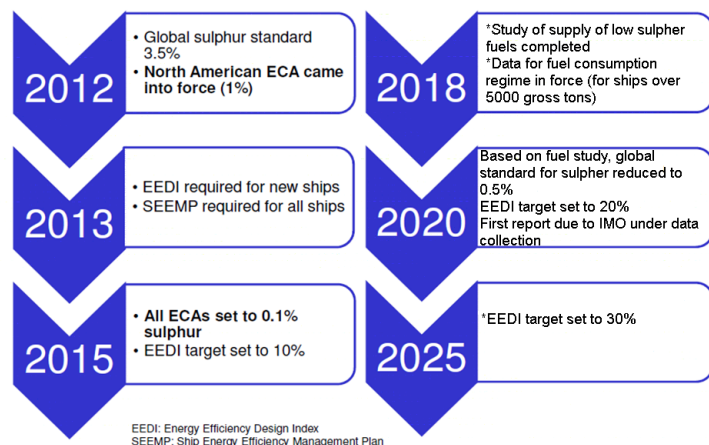 2012
• Global sulphur standard
3.5%
• North American ECA came
into force (1%)
2013
• EEDI required for new ships
• SEEMP required for all ships
2015
• All ECAs set to 0.1%
sulphur
• EEDI target set to 10%
2018
*Study of supply of low sulpher
fuels completed
*Data for fuel consumption
regime in force (for ships over
5000 gross tons)
2020
Based on fuel study, global
standard for sulpher reduced to
0.5%
EEDI target set to 20%
First report due to IMO under data
collection
2025
*EEDI target set to 30%
EEDI: Energy Efficiency Design Index
SEEMP: Ship Energy Efficiency Management Plan